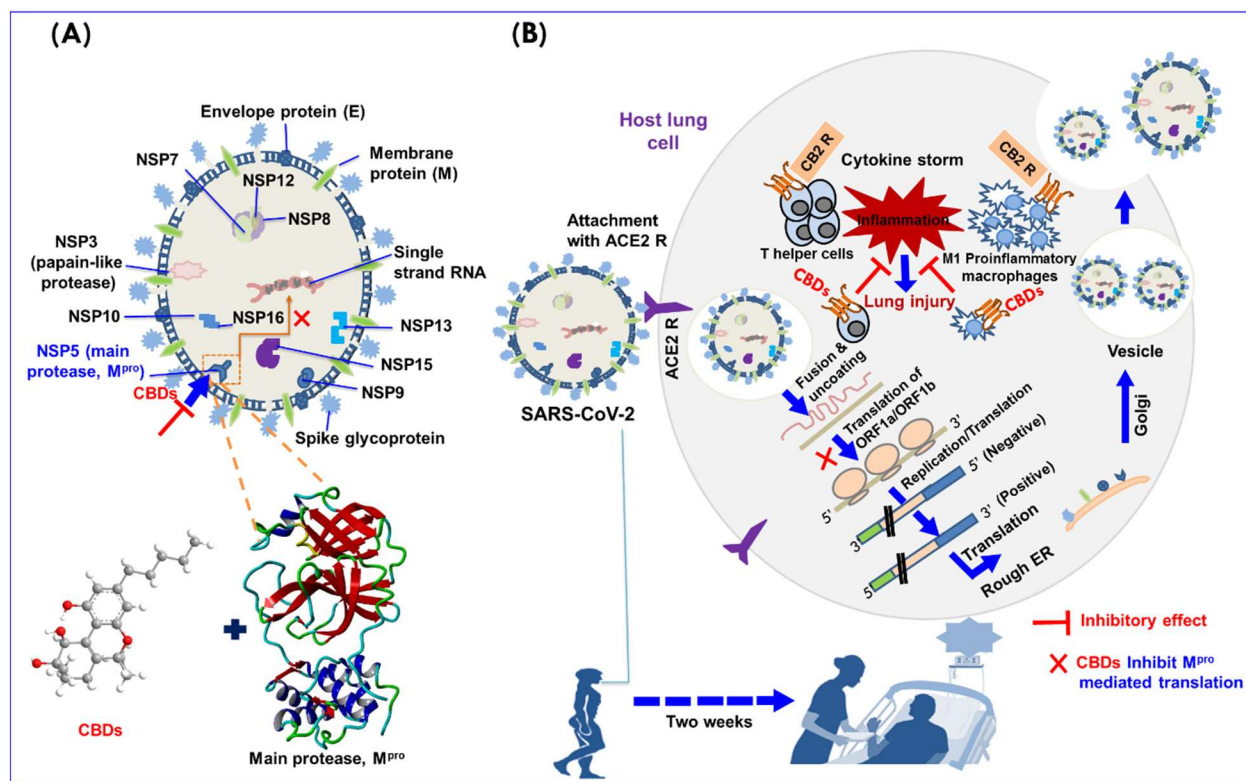 (A)
Envelope protein (E)
NSP7
NSP12
Membrane
protein (M)
NSP8
NSP3
(papain-like
protease)
Single
strand RNA
NSP10
NSP16
NSP13
NSP5 (main
protease, Mpro)
NSP15
CBDs
NSP9
Spike glycoprotein
CBDs
Main protease, Mpro
(B)
Host lung
cell
CB2 R
Cytokine storm
CB2 R
Inflammation
Attachment
with ACE2 R
T helper cells
M1 Proinflammatory
macrophages
CBDs
Lung injury
CBDs
ACE2 R
SARS-CoV-2
Fusion &
uncoating
Translation of
ORF1a/ORF1b
3'
5'
Replication/Translation
5' (Negative)
3'
3' (Positive)
5'
Translation
Rough ER
Golgi
Vesicle
Two weeks
Inhibitory effect
CBDs Inhibit Mpro
mediated translation